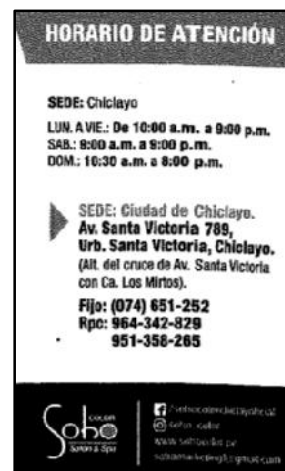 HORARIO DE ATENCIÓN
SEDE: Chiclayo
LUN. A VIE.: De 10:00 a.m. a 9:00 p.m.
SAB.: 9:00 a.m. a 9:00 p.m.
DOM.: 10:30 a.m. a 8:00 p.m.
SEDE: Ciudad de Chiclayo.
Av. Santa Victoria 789,
Urb. Santa Victoria, Chiclayo.
(Alt. del cruce de Av. Santa Victoria
con Ca. Los Mirtos).
Fijo: (074) 651-252
Rpc: 964-342-829
951-358-265
Soho
Salon & Spa